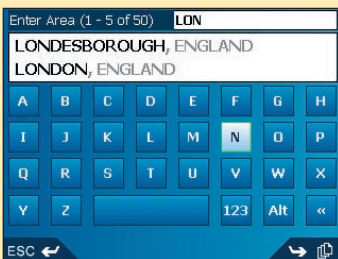 Enter Area (1 - 5 of 50) LON
LONDESBOROUGH, ENGLAND
LONDON, ENGLAND
A B C D E F G H
I J K L M N O P
Q R S T U V W X
Y Z 123 Alt «
ESC